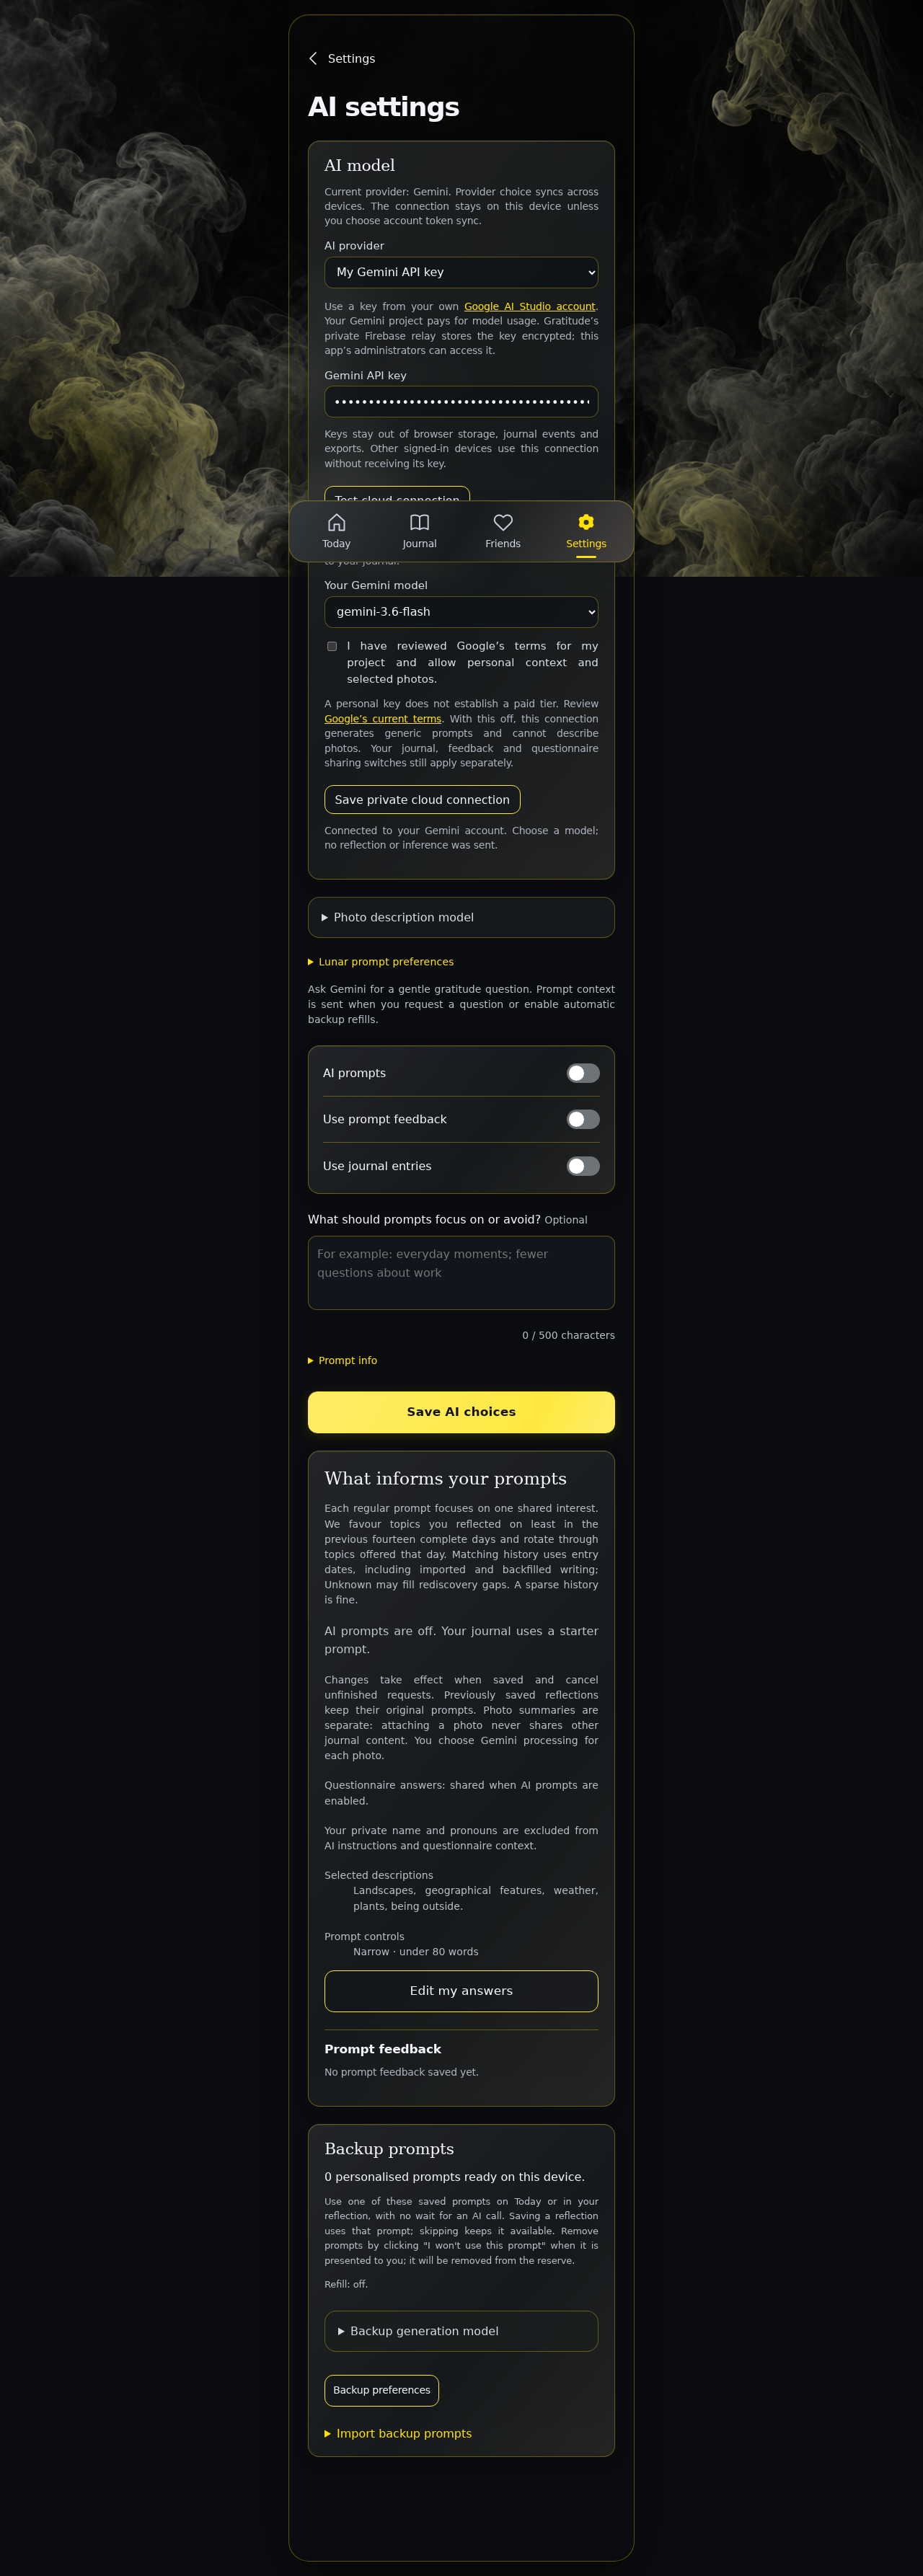 Settings
AI settings
AI model
Current provider: Gemini. Provider choice syncs across
devices. The connection stays on this device unless
you choose account token sync.
AI provider
My Gemini API key
Use a key from your own Google AI Studio account.
Your Gemini project pays for model usage. Gratitude’s
private Firebase relay stores the key encrypted; this
app’s administrators can access it.
Gemini API key
Keys stay out of browser storage, journal events and
exports. Other signed-in devices use this connection
without receiving its key.
Test cloud connection
Today
Journal
Friends
Settings
to your journal.
Your Gemini model
gemini-3.6-flash
I have reviewed Google’s terms for my
project and allow personal context and
selected photos.
A personal key does not establish a paid tier. Review
Google’s current terms. With this off, this connection
generates generic prompts and cannot describe
photos. Your journal, feedback and questionnaire
sharing switches still apply separately.
Save private cloud connection
Connected to your Gemini account. Choose a model;
no reflection or inference was sent.
Photo description model
Lunar prompt preferences
Ask Gemini for a gentle gratitude question. Prompt context
is sent when you request a question or enable automatic
backup refills.
AI prompts
Use prompt feedback
Use journal entries
What should prompts focus on or avoid? Optional
For example: everyday moments; fewer
questions about work
0 / 500 characters
Prompt info
Save AI choices
What informs your prompts
Each regular prompt focuses on one shared interest.
We favour topics you reflected on least in the
previous fourteen complete days and rotate through
topics offered that day. Matching history uses entry
dates, including imported and backfilled writing;
Unknown may fill rediscovery gaps. A sparse history
is fine.
AI prompts are off. Your journal uses a starter
prompt.
Changes take effect when saved and cancel
unfinished requests. Previously saved reflections
keep their original prompts. Photo summaries are
separate: attaching a photo never shares other
journal content. You choose Gemini processing for
each photo.
Questionnaire answers: shared when AI prompts are
enabled.
Your private name and pronouns are excluded from
AI instructions and questionnaire context.
Selected descriptions
Landscapes, geographical features, weather,
plants, being outside.
Prompt controls
Narrow · under 80 words
Edit my answers
Prompt feedback
No prompt feedback saved yet.
Backup prompts
0 personalised prompts ready on this device.
Use one of these saved prompts on Today or in your
reflection, with no wait for an AI call. Saving a reflection
uses that prompt; skipping keeps it available. Remove
prompts by clicking "I won't use this prompt" when it is
presented to you; it will be removed from the reserve.
Refill: off.
Backup generation model
Backup preferences
Import backup prompts